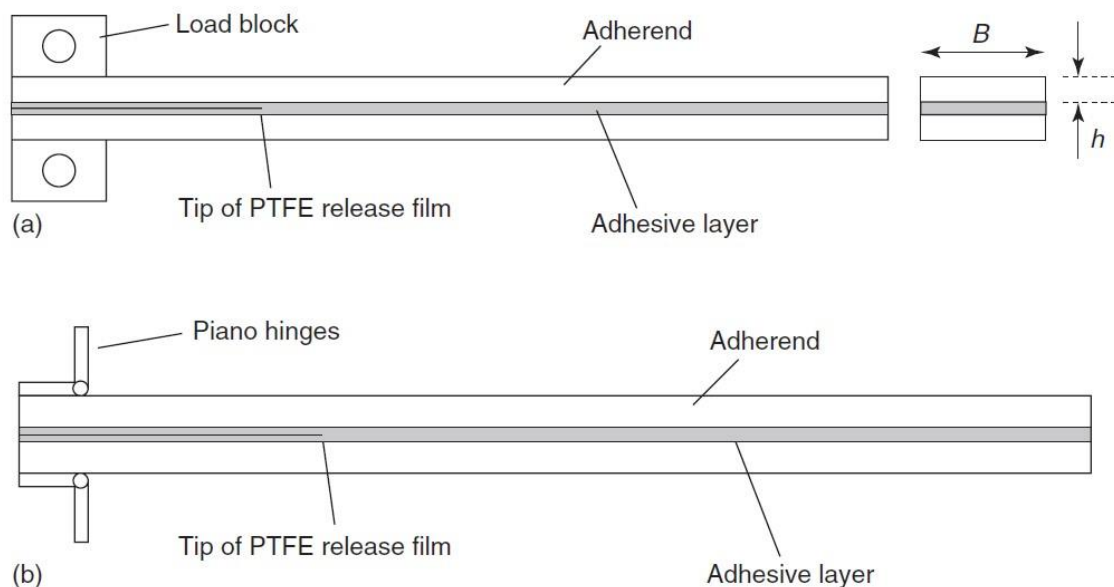 Load block
Adherend
B
h
Tip of PTFE release film
Adhesive layer
(a)
Piano hinges
Adherend
Tip of PTFE release film
Adhesive layer
(b)